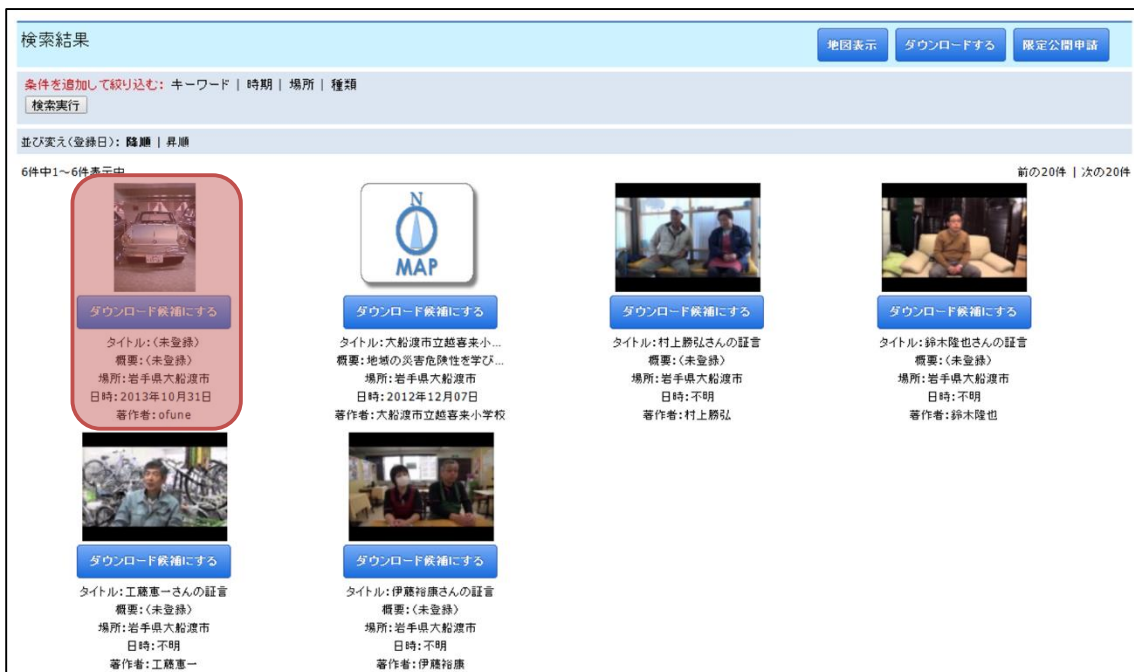 検索結果
地図表示 ダウンロードする 限定公開申請
条件を追加して絞り込む: キーワード | 時期 | 場所 | 種類
検索実行
並び変え(登録日): 降順 | 昇順
6件中1～6件表示中
前の20件 | 次の20件
ダウンロード候補にする
タイトル:(未登録)
概要:(未登録)
場所:岩手県大船渡市
日時:2013年10月31日
著作者:ofune
N
MAP
ダウンロード候補にする
タイトル:大船渡市立越喜来小...
概要:地域の災害危険性を学び...
場所:岩手県大船渡市
日時:2012年12月07日
著作者:大船渡市立越喜来小学校
ダウンロード候補にする
タイトル:村上勝弘さんの証言
概要:(未登録)
場所:岩手県大船渡市
日時:不明
著作者:村上勝弘
ダウンロード候補にする
タイトル:鈴木隆也さんの証言
概要:(未登録)
場所:岩手県大船渡市
日時:不明
著作者:鈴木隆也
ダウンロード候補にする
タイトル:工藤恵一さんの証言
概要:(未登録)
場所:岩手県大船渡市
日時:不明
著作者:工藤恵一
ダウンロード候補にする
タイトル:伊藤裕康さんの証言
概要:(未登録)
場所:岩手県大船渡市
日時:不明
著作者:伊藤裕康